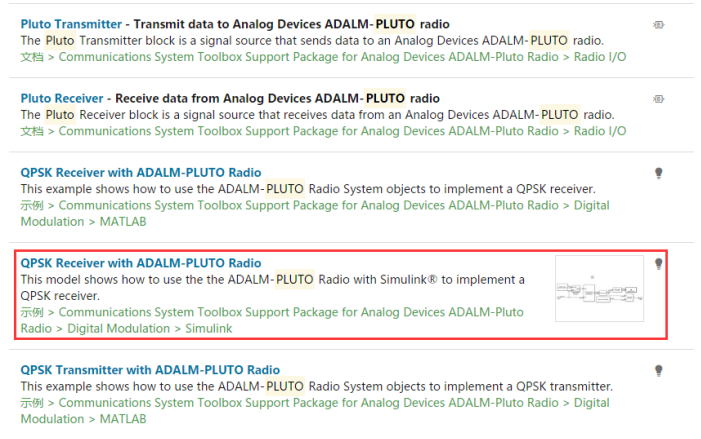 Pluto Transmitter - Transmit data to Analog Devices ADALM-PLUTO radio
The Pluto Transmitter block is a signal source that sends data to an Analog Devices ADALM-PLUTO radio.
文档 > Communications System Toolbox Support Package for Analog Devices ADALM-Pluto Radio > Radio I/O
Pluto Receiver - Receive data from Analog Devices ADALM-PLUTO radio
The Pluto Receiver block is a signal source that receives data from an Analog Devices ADALM-PLUTO radio.
文档 > Communications System Toolbox Support Package for Analog Devices ADALM-Pluto Radio > Radio I/O
QPSK Receiver with ADALM-PLUTO Radio
This example shows how to use the ADALM-PLUTO Radio System objects to implement a QPSK receiver.
示例 > Communications System Toolbox Support Package for Analog Devices ADALM-Pluto Radio > Digital
Modulation > MATLAB
QPSK Receiver with ADALM-PLUTO Radio
This model shows how to use the the ADALM-PLUTO Radio with Simulink® to implement a
QPSK receiver.
示例 > Communications System Toolbox Support Package for Analog Devices ADALM-Pluto
Radio > Digital Modulation > Simulink
QPSK Transmitter with ADALM-PLUTO Radio
This example shows how to use the ADALM-PLUTO Radio System objects to implement a QPSK transmitter.
示例 > Communications System Toolbox Support Package for Analog Devices ADALM-Pluto Radio > Digital
Modulation > MATLAB